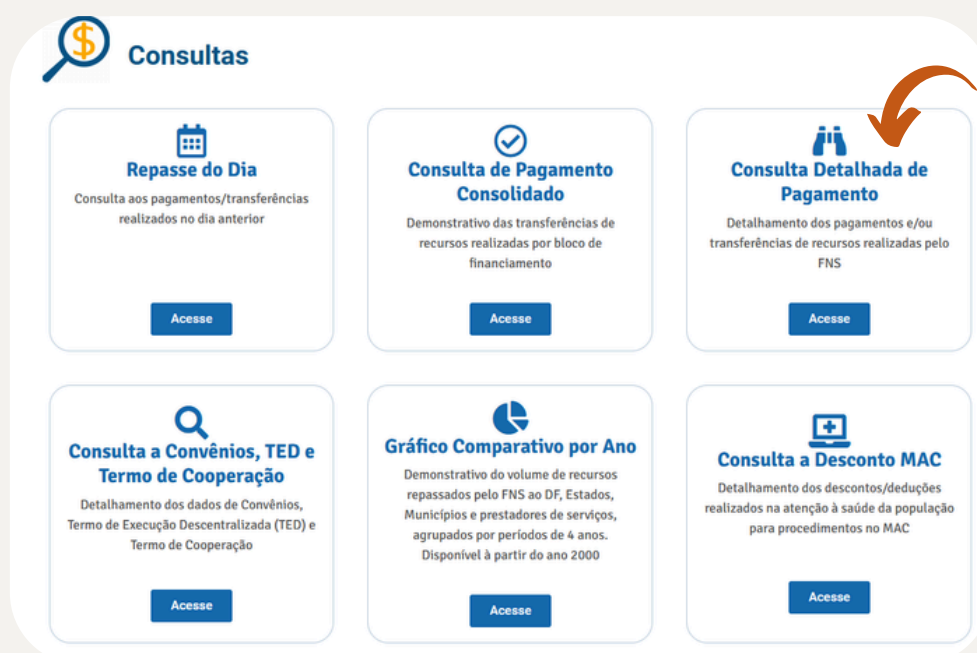 Consultas
Repasse do Dia
Consulta aos pagamentos/transferências
realizados no dia anterior
Acesse
Consulta de Pagamento
Consolidado
Demonstrativo das transferências de
recursos realizadas por bloco de
financiamento
Acesse
Consulta Detalhada de
Pagamento
Detalhamento dos pagamentos e/ou
transferências de recursos realizadas pelo
FNS
Acesse
Consulta a Convênios, TED e
Termo de Cooperação
Detalhamento dos dados de Convênios,
Termo de Execução Descentralizada (TED) e
Termo de Cooperação
Acesse
Gráfico Comparativo por Ano
Demonstrativo do volume de recursos
repassados pelo FNS ao DF, Estados,
Municípios e prestadores de serviços,
agrupados por períodos de 4 anos.
Disponível à partir do ano 2000
Acesse
Consulta a Desconto MAC
Detalhamento dos descontos/deduções
realizados na atenção à saúde da população
para procedimentos no MAC
Acesse